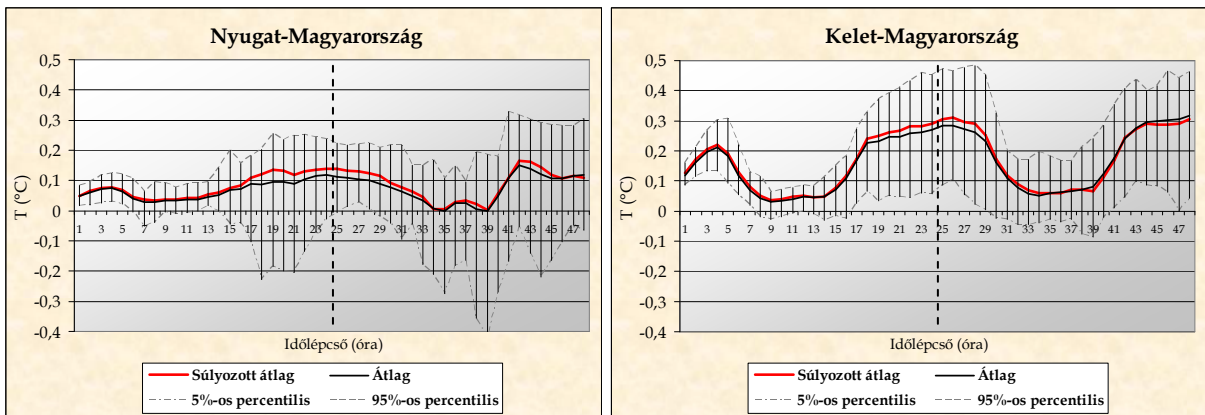 Nyugat-Magyarország
T (°C)
0,5
0,4
0,3
0,2
0,1
0
-0,1
-0,2
-0,3
-0,4
1 3 5 7 9 11 13 15 17 19 21 23 25 27 29 31 33 35 37 39 41 43 45 47
Időlépcső (óra)
Súlyozott átlag Átlag
5%-os percentilis 95%-os percentilis
Kelet-Magyarország
T (°C)
0,5
0,4
0,3
0,2
0,1
0
-0,1
-0,2
-0,3
-0,4
1 3 5 7 9 11 13 15 17 19 21 23 25 27 29 31 33 35 37 39 41 43 45 47
Időlépcső (óra)
Súlyozott átlag Átlag
5%-os percentilis 95%-os percentilis